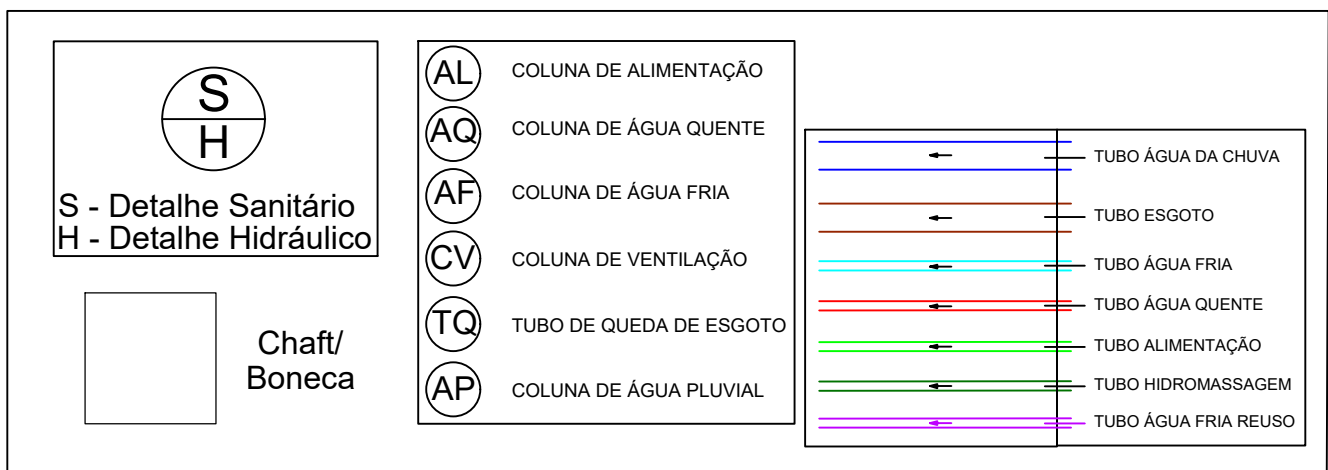 S
H
S - Detalhe Sanitário
H - Detalhe Hidráulico
Chaft/
Boneca
AL COLUNA DE ALIMENTAÇÃO
AQ COLUNA DE ÁGUA QUENTE
AF COLUNA DE ÁGUA FRIA
CV COLUNA DE VENTILAÇÃO
TQ TUBO DE QUEDA DE ESGOTO
AP COLUNA DE ÁGUA PLUVIAL
TUBO ÁGUA DA CHUVA
TUBO ESGOTO
TUBO ÁGUA FRIA
TUBO ÁGUA QUENTE
TUBO ALIMENTAÇÃO
TUBO HIDROMASSAGEM
TUBO ÁGUA FRIA REUSO